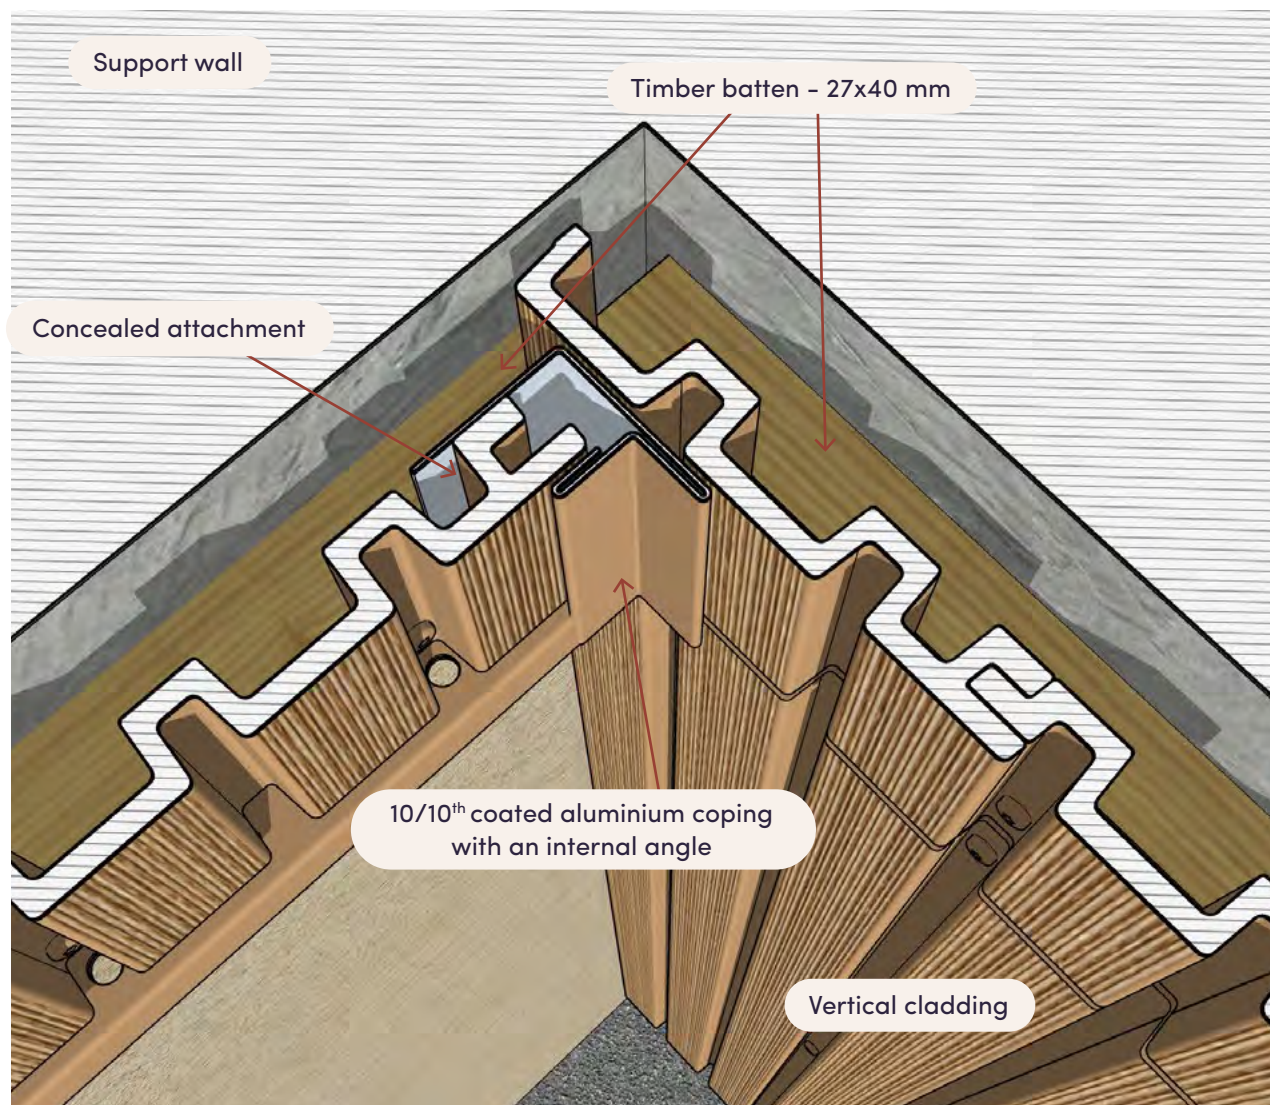 Support wall
Timber batten - 27x40 mm
Concealed attachment
10/10th coated aluminium coping
with an internal angle
Vertical cladding